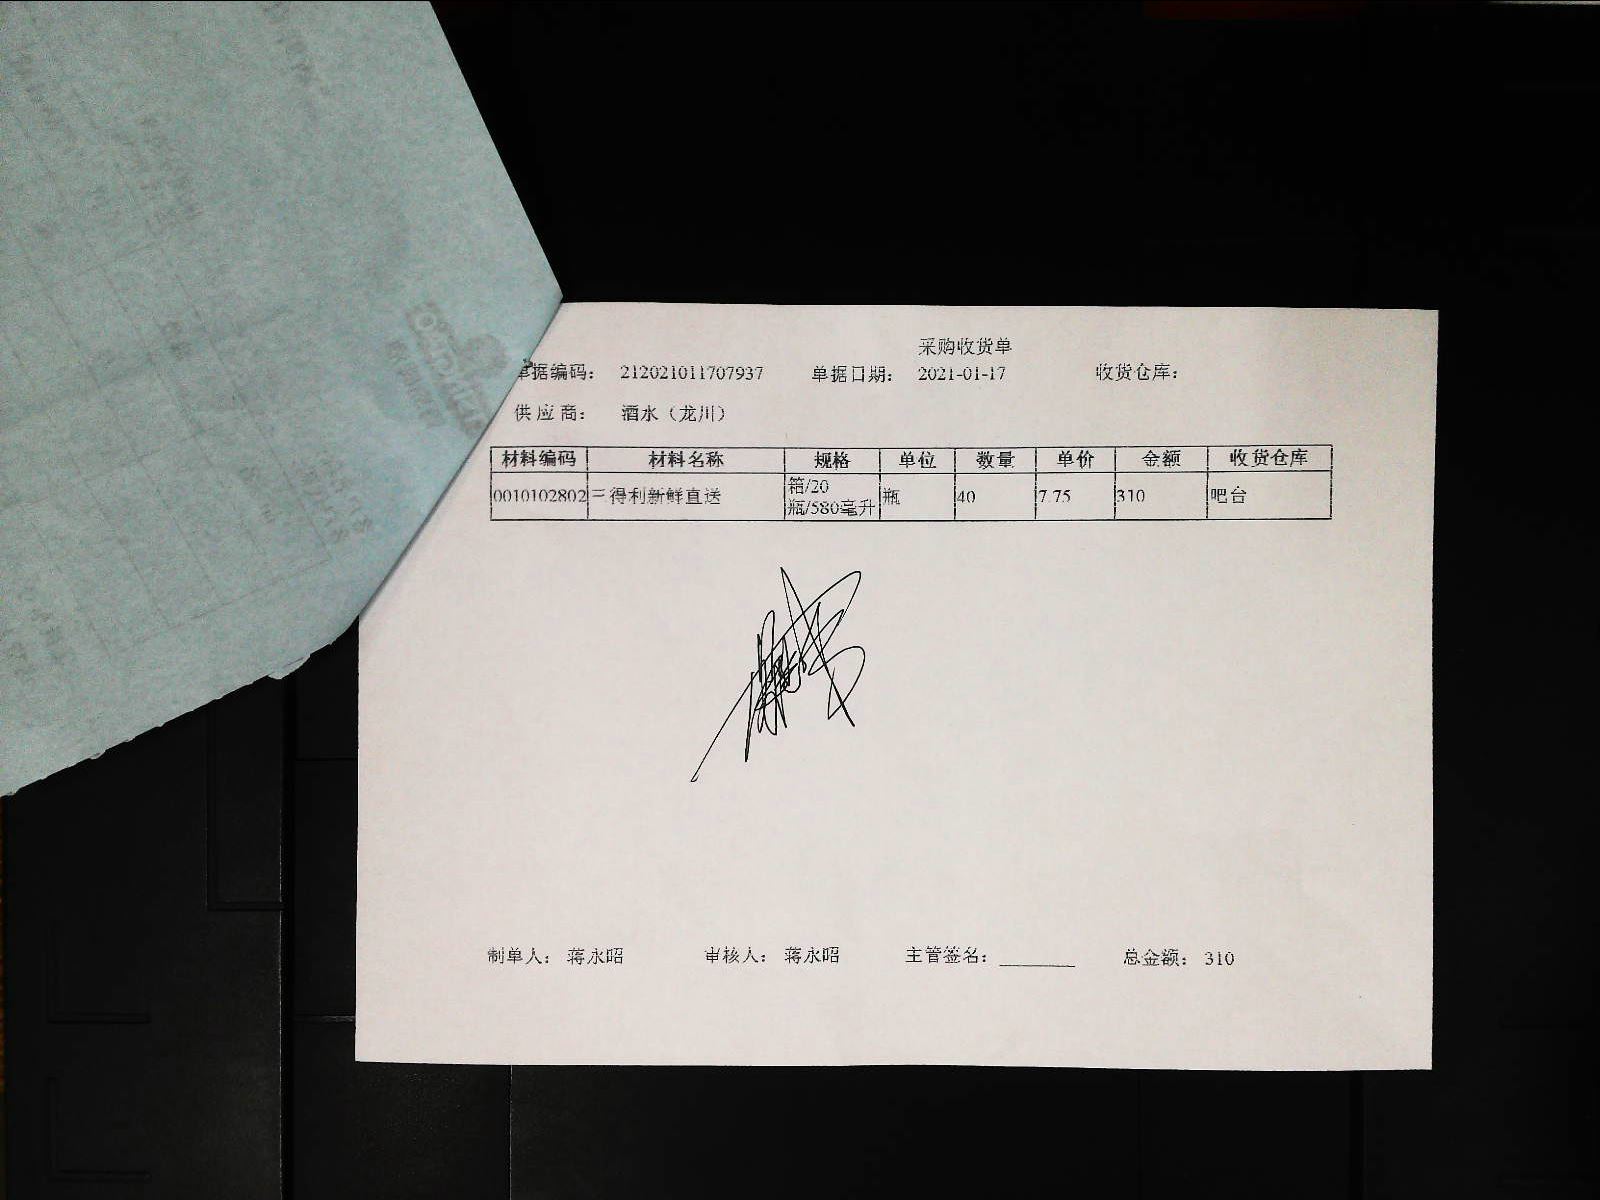 采购收货单
单据编码： 212021011707937 单据日期： 2021-01-17 收货仓库：
供应商： 酒水（龙川）
材料编码 材料名称 规格 单位 数量 单价 金额 收货仓库
0010102802 三得利新鲜直送 箱/20瓶/580毫升 瓶 40 7.75 310 吧台
制单人： 蒋永昭 审核人： 蒋永昭 主管签名：________ 总金额： 310